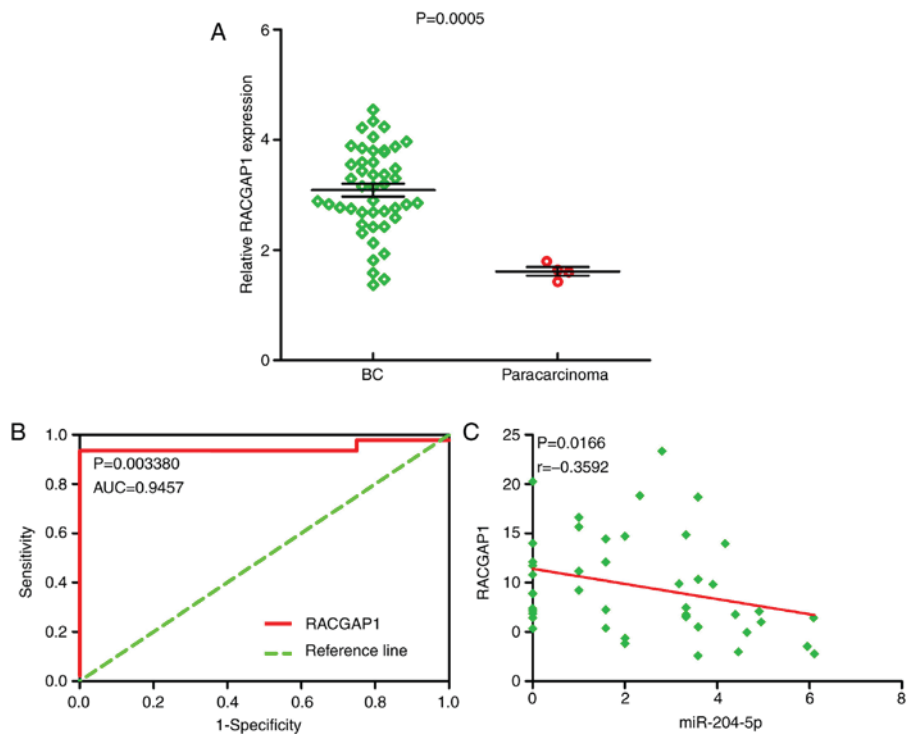 A
P=0.0005
Relative RACGAP1 expression
6
4
2
0
BC
Paracarcinoma
B
P=0.003380
AUC=0.9457
Sensitivity
1.0
0.8
0.6
0.4
0.2
0.0
RACGAP1
Reference line
0.0 0.2 0.4 0.6 0.8 1.0
1-Specificity
C
P=0.0166
r=−0.3592
RACGAP1
25
20
15
10
0
0
0 2 4 6 8
miR-204-5p